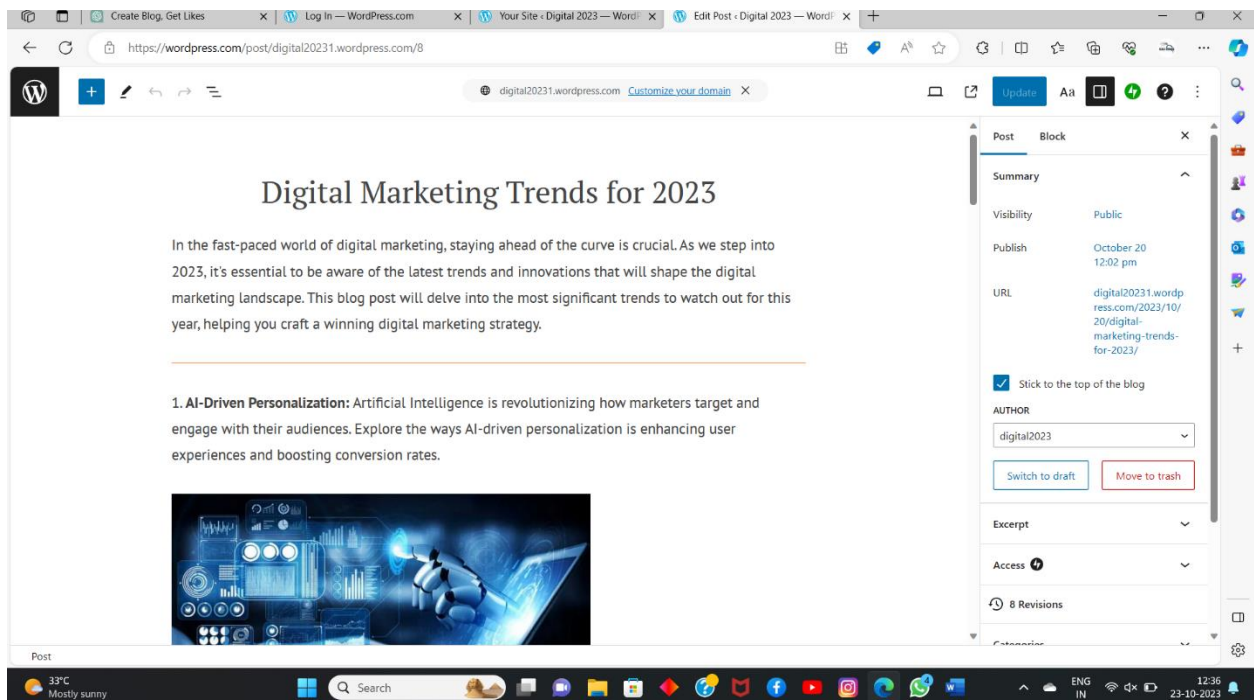 Create Blog, Get Likes
Log In — WordPress.com
Your Site ‹ Digital 2023 — WordP
Edit Post ‹ Digital 2023 — WordP
https://wordpress.com/post/digital20231.wordpress.com/8
digital20231.wordpress.com Customize your domain
Update
Aa
Post Block
Digital Marketing Trends for 2023
In the fast-paced world of digital marketing, staying ahead of the curve is crucial. As we step into
2023, it's essential to be aware of the latest trends and innovations that will shape the digital
marketing landscape. This blog post will delve into the most significant trends to watch out for this
year, helping you craft a winning digital marketing strategy.
1. AI-Driven Personalization: Artificial Intelligence is revolutionizing how marketers target and
engage with their audiences. Explore the ways AI-driven personalization is enhancing user
experiences and boosting conversion rates.
Summary
Visibility Public
Publish October 20
12:02 pm
URL digital20231.wordp
ress.com/2023/10/
20/digital-
marketing-trends-
for-2023/
Stick to the top of the blog
AUTHOR
digital2023
Switch to draft Move to trash
Excerpt
Access
8 Revisions
Categories
Post
33°C
Mostly sunny
Search
ENG
IN
12:36
23-10-2023